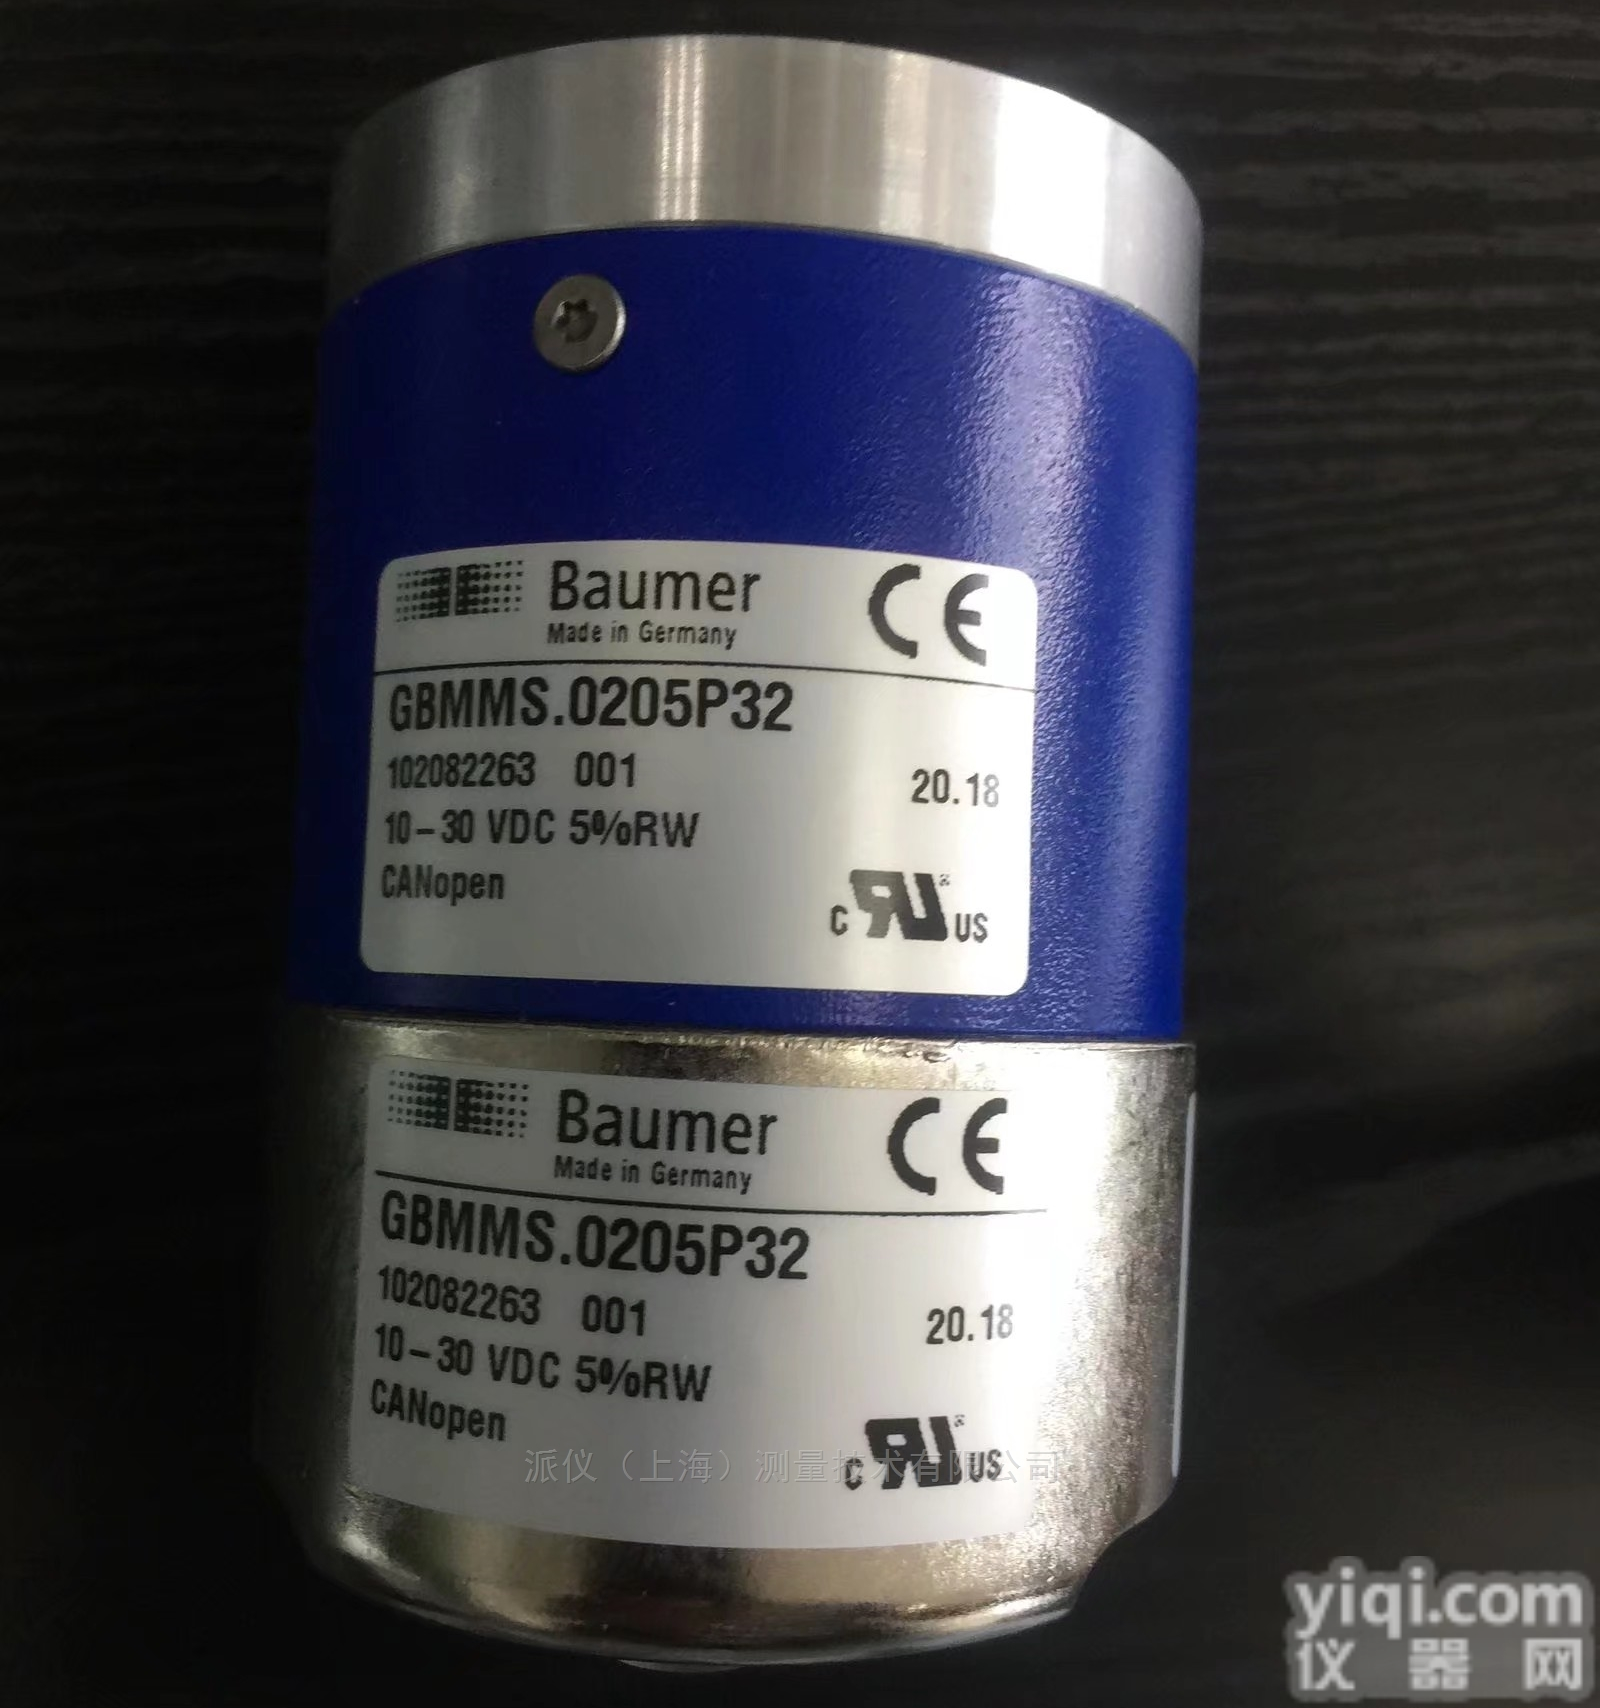 Baumer
Made in Germany
CE
GBMMS.0205P32
102082263 001
20.18
10-30 VDC 5%RW
CANopen
C RU US
Baumer
Made in Germany
CE
GBMMS.0205P32
102082263 001
20.18
10-30 VDC 5%RW
CANopen
C RU US
派仪（上海）测量技术有限公司
yiqi.com
仪器网